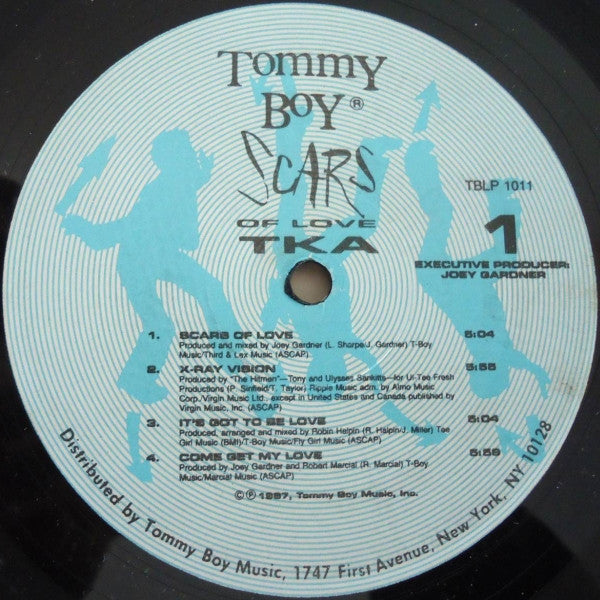 TOMMY
BOY®
SCARS
OF LOVE
TKA
TBLP 1011
1
EXECUTIVE PRODUCER:
JOEY GARDNER
1. SCARS OF LOVE 5:04
Produced and mixed by Joey Gardner (L. Sharpe/J. Gardner) T-Boy
Music/Third & Lex Music (ASCAP)
2. X-RAY VISION 5:55
Produced by "The Hitmen"—Tony and Ulysses Sankitts—for Ul-Tee Fresh
Productions (P. Sinfield/T. Taylor) Ripple Music adm. by Almo Music
Corp./Virgin Music Ltd., except in United States and Canada published by
Virgin Music, Inc. (ASCAP)
3. IT'S GOT TO BE LOVE 5:04
Produced, arranged and mixed by Robin Halpin (R. Halpin/J. Miller) Tee
Girl Music (BMI)/T-Boy Music/Fly Girl Music (ASCAP)
4. COME GET MY LOVE 5:59
Produced by Joey Gardner and Robert Marcial (R. Marcial) T-Boy
Music/Marcial Music (ASCAP)
©℗ 1987, Tommy Boy Music, Inc.
Distributed by Tommy Boy Music, 1747 First Avenue, New York, NY 10128